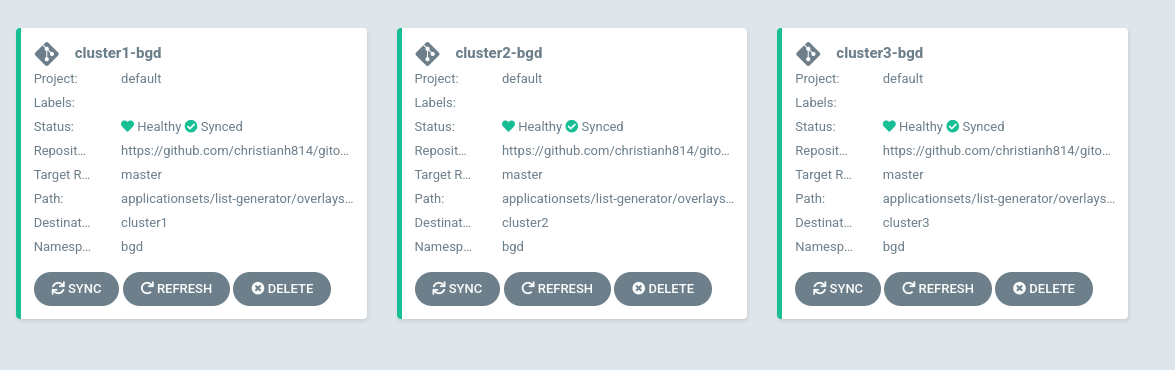 cluster1-bgd
Project: default
Labels:
Status: Healthy Synced
Reposit... https://github.com/christianh814/gito...
Target R... master
Path: applicationsets/list-generator/overlays...
Destinat... cluster1
Namesp... bgd
SYNC REFRESH DELETE
cluster2-bgd
Project: default
Labels:
Status: Healthy Synced
Reposit... https://github.com/christianh814/gito...
Target R... master
Path: applicationsets/list-generator/overlays...
Destinat... cluster2
Namesp... bgd
SYNC REFRESH DELETE
cluster3-bgd
Project: default
Labels:
Status: Healthy Synced
Reposit... https://github.com/christianh814/gito...
Target R... master
Path: applicationsets/list-generator/overlays...
Destinat... cluster3
Namesp... bgd
SYNC REFRESH DELETE